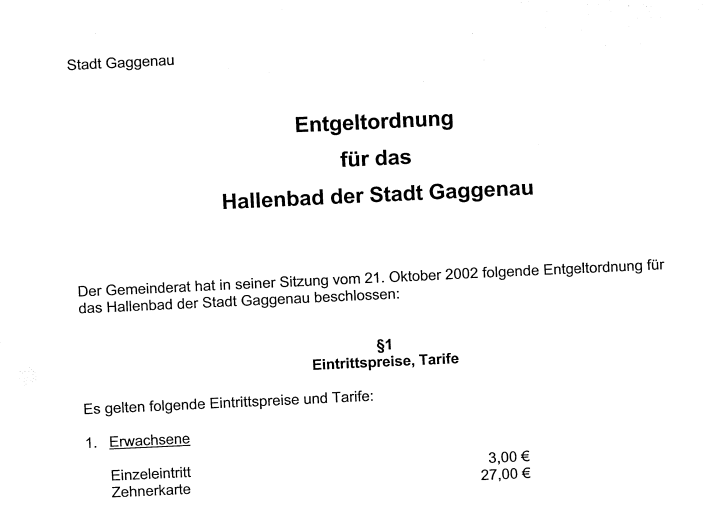 Stadt Gaggenau
Entgeltordnung
für das
Hallenbad der Stadt Gaggenau
Der Gemeinderat hat in seiner Sitzung vom 21. Oktober 2002 folgende Entgeltordnung für
das Hallenbad der Stadt Gaggenau beschlossen:
§1
Eintrittspreise, Tarife
Es gelten folgende Eintrittspreise und Tarife:
1. Erwachsene
Einzeleintritt 3,00 €
Zehnerkarte 27,00 €